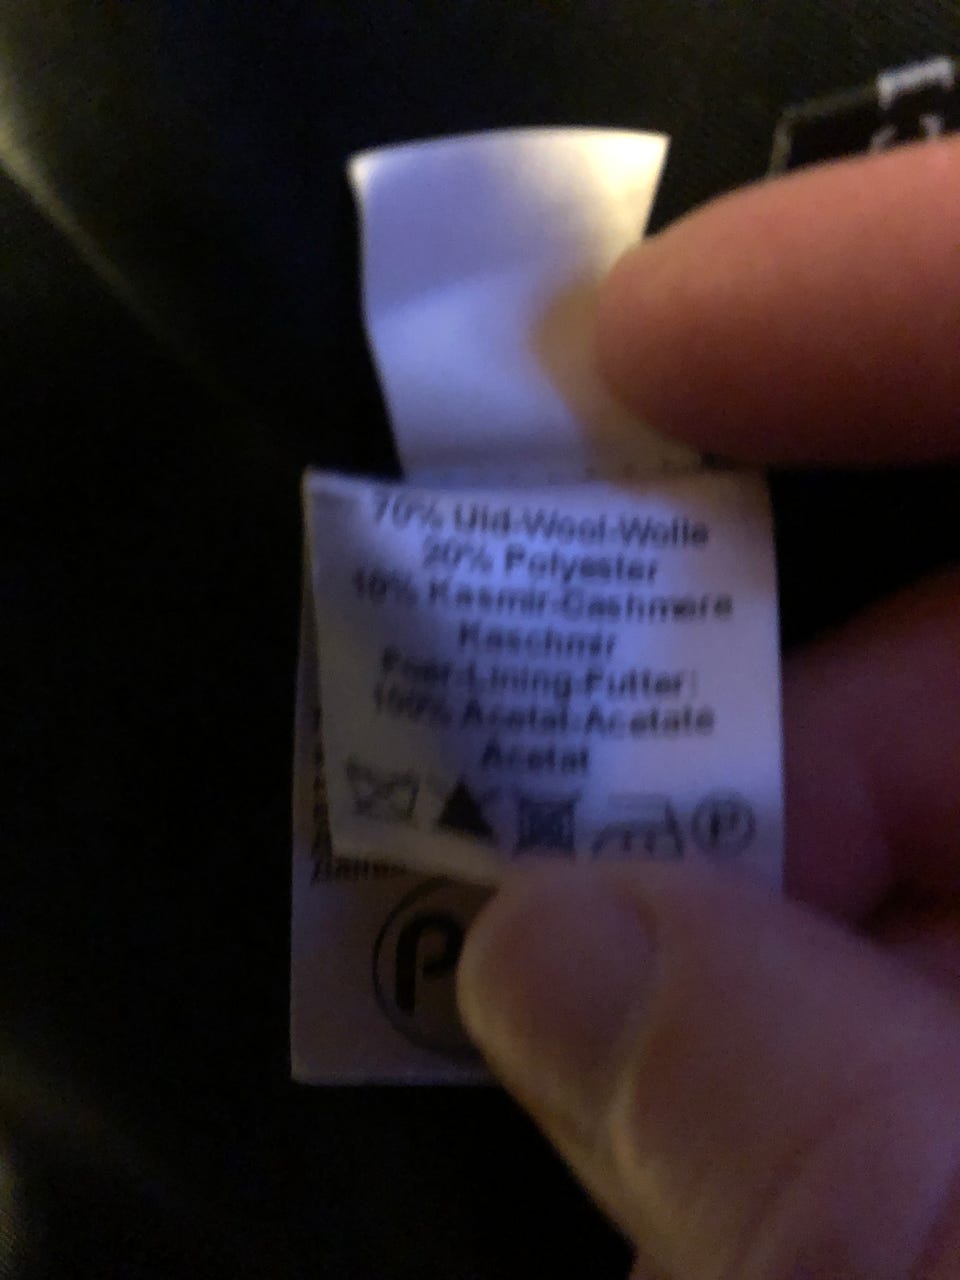 70% Uld-Wool-Wolle
20% Polyester
10% Kasmir-Cashmere
Kaschmir
Foer-Lining-Futter:
100% Acetat-Acetate
Acetat
P
P